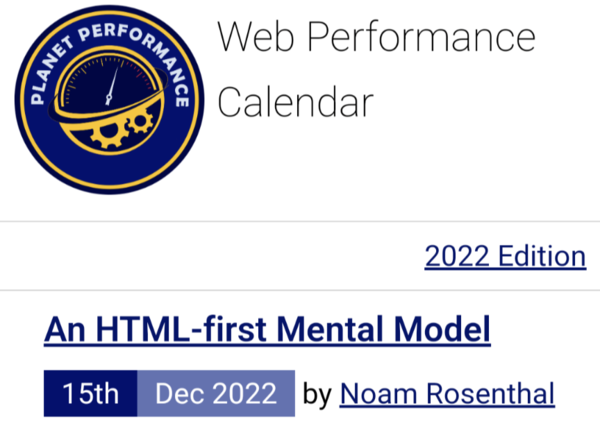 PLANET PERFORMANCE
Web Performance
Calendar
2022 Edition
An HTML-first Mental Model
15th Dec 2022 by Noam Rosenthal